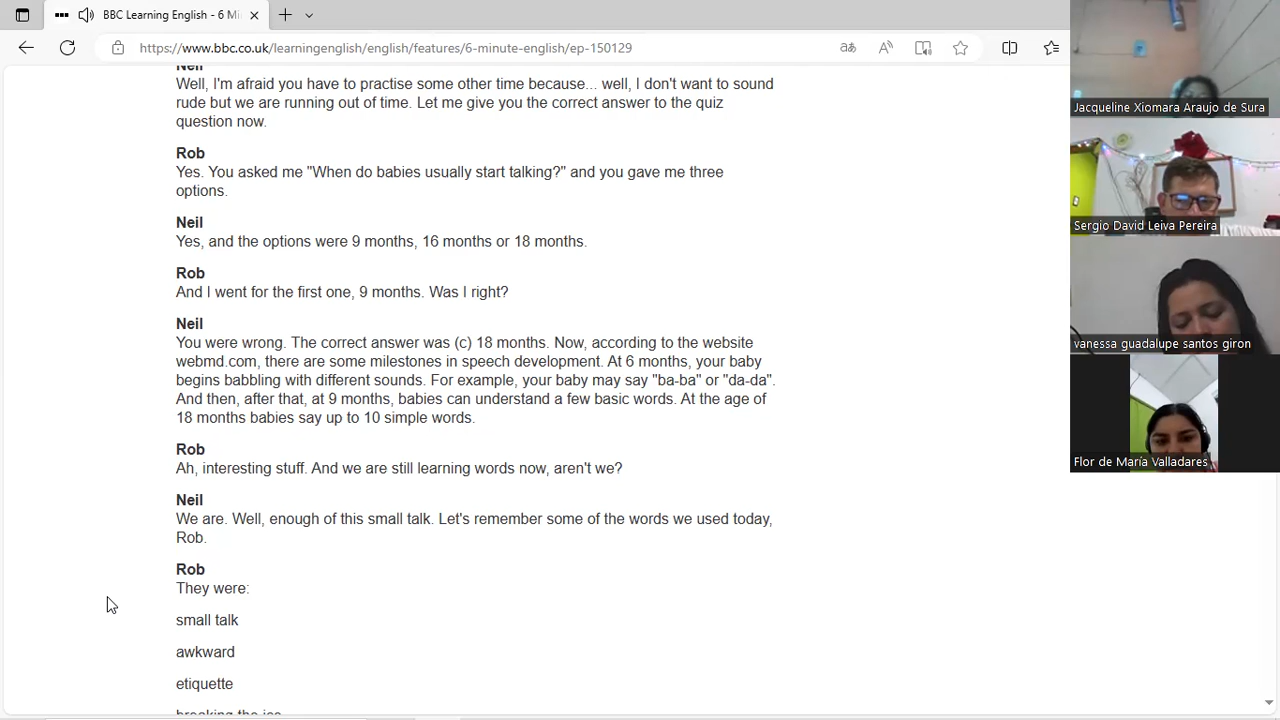 BBC Learning English - 6 Mi
https://www.bbc.co.uk/learningenglish/english/features/6-minute-english/ep-150129
Neil
Well, I'm afraid you have to practise some other time because... well, I don't want to sound
rude but we are running out of time. Let me give you the correct answer to the quiz
question now.
Rob
Yes. You asked me "When do babies usually start talking?" and you gave me three
options.
Neil
Yes, and the options were 9 months, 16 months or 18 months.
Rob
And I went for the first one, 9 months. Was I right?
Neil
You were wrong. The correct answer was (c) 18 months. Now, according to the website
webmd.com, there are some milestones in speech development. At 6 months, your baby
begins babbling with different sounds. For example, your baby may say "ba-ba" or "da-da".
And then, after that, at 9 months, babies can understand a few basic words. At the age of
18 months babies say up to 10 simple words.
Rob
Ah, interesting stuff. And we are still learning words now, aren't we?
Neil
We are. Well, enough of this small talk. Let's remember some of the words we used today,
Rob.
Rob
They were:
small talk
awkward
etiquette
breaking the ice
Jacqueline Xiomara Araujo de Sura
Sergio David Leiva Pereira
vanessa guadalupe santos giron
Flor de María Valladares